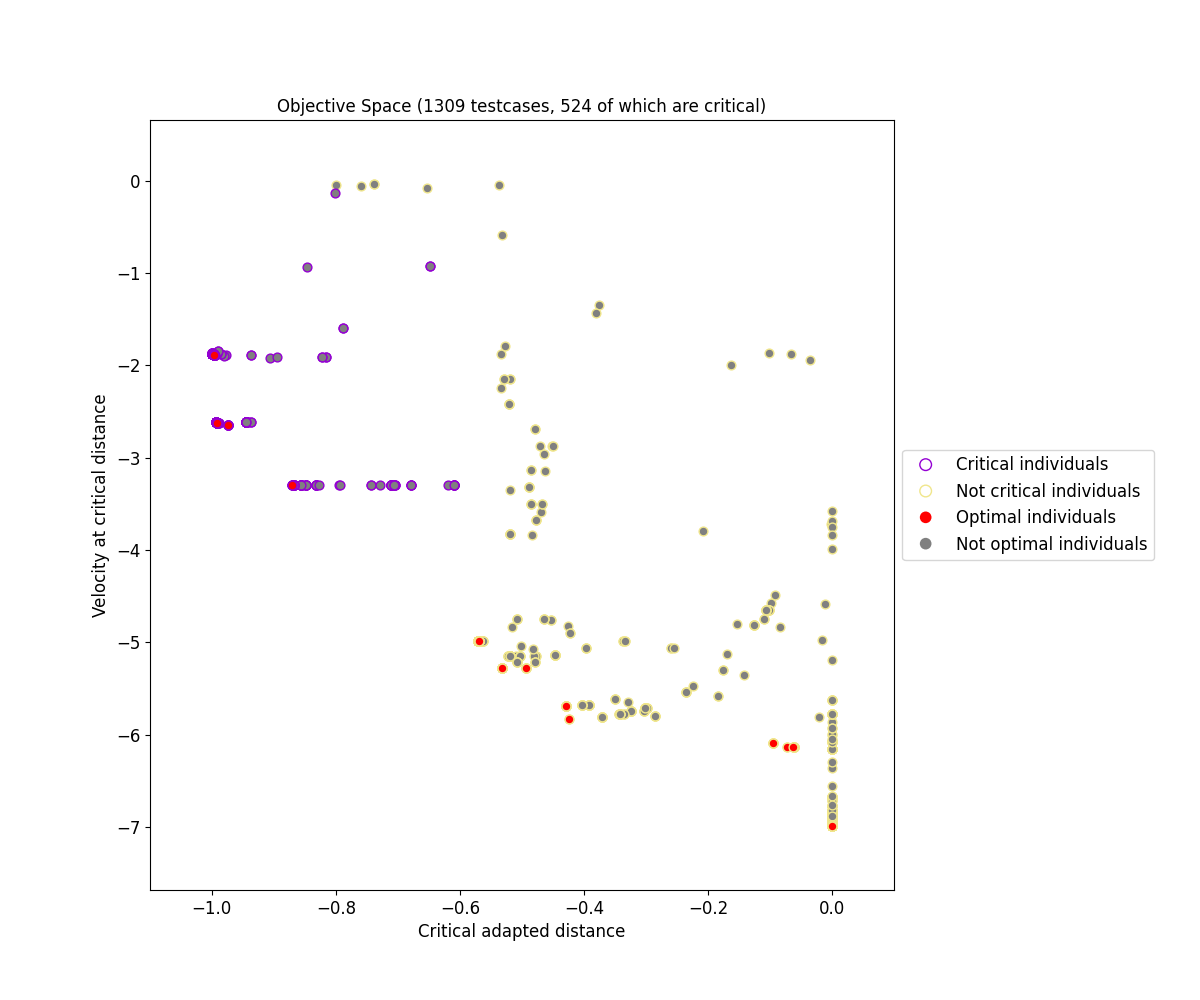 Objective Space (1309 testcases, 524 of which are critical)
0
−1
−2
−3
−4
−5
−6
−7
Velocity at critical distance
−1.0
−0.8
−0.6
−0.4
−0.2
0.0
Critical adapted distance
Critical individuals
Not critical individuals
Optimal individuals
Not optimal individuals